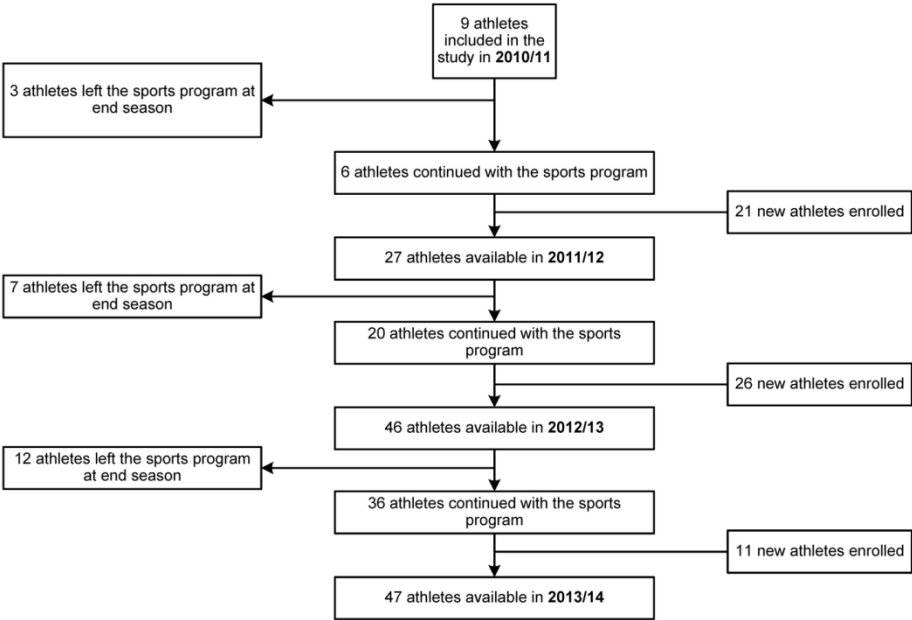 9 athletes
included in the
study in 2010/11
3 athletes left the sports program at
end season
6 athletes continued with the sports program
21 new athletes enrolled
27 athletes available in 2011/12
7 athletes left the sports program at
end season
20 athletes continued with the sports
program
26 new athletes enrolled
46 athletes available in 2012/13
12 athletes left the sports program
at end season
36 athletes continued with the sports
program
11 new athletes enrolled
47 athletes available in 2013/14